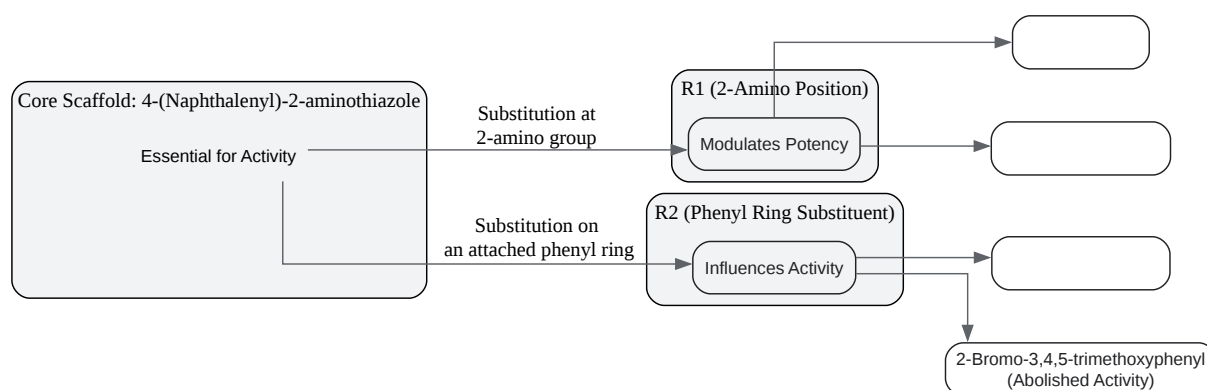 Core Scaffold: 4-(Naphthalenyl)-2-aminothiazole
Essential for Activity
Substitution at
2-amino group
R1 (2-Amino Position)
Modulates Potency
Substitution on
an attached phenyl ring
R2 (Phenyl Ring Substituent)
Influences Activity
2-Bromo-3,4,5-trimethoxyphenyl
(Abolished Activity)